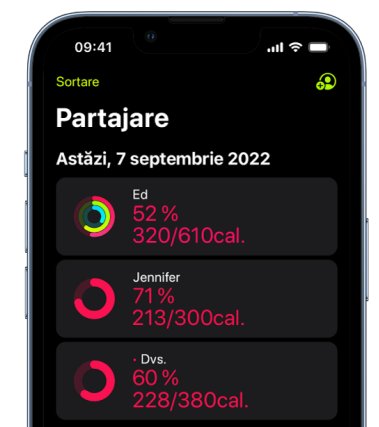 09:41
Sortare
Partajare
Astăzi, 7 septembrie 2022
Ed
52 %
320/610cal.
Jennifer
71 %
213/300cal.
• Dvs.
60 %
228/380cal.